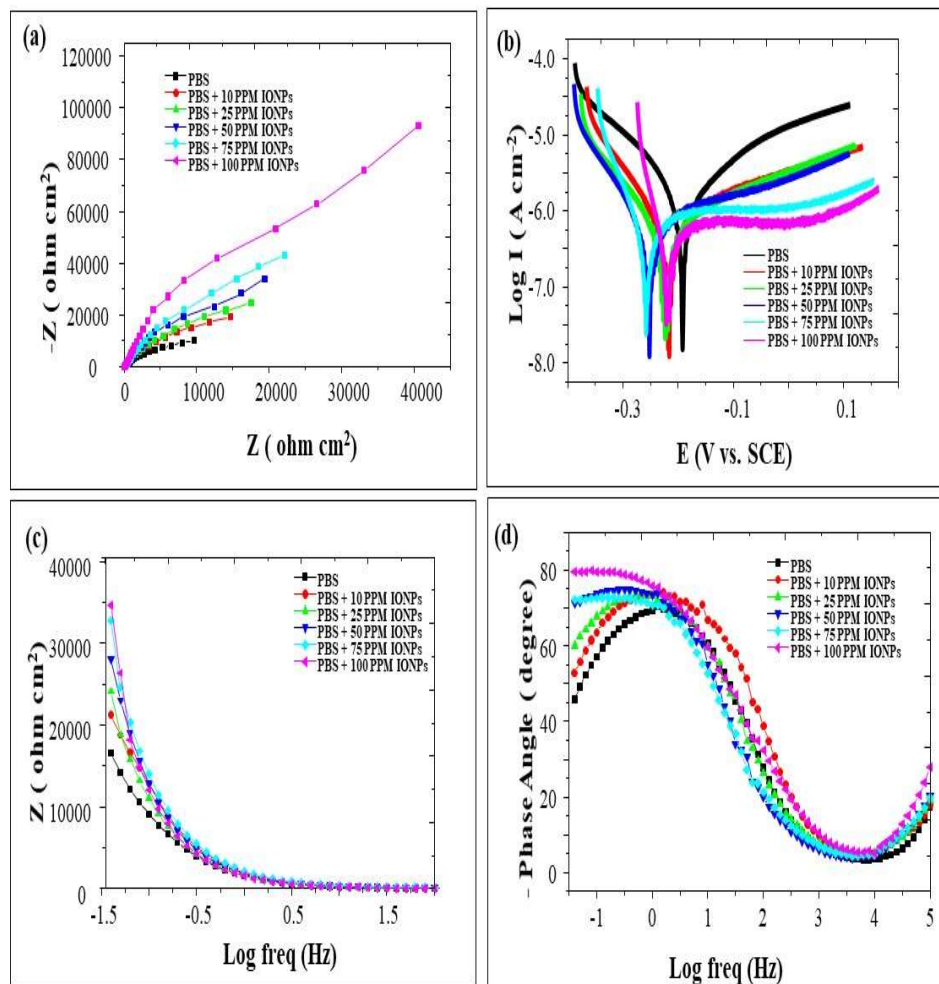 (a)
120000
100000
80000
60000
40000
20000
0
0
10000
20000
30000
40000
–Z ( ohm cm²)
Z ( ohm cm²)
PBS
PBS + 10 PPM IONPs
PBS + 25 PPM IONPs
PBS + 50 PPM IONPs
PBS + 75 PPM IONPs
PBS + 100 PPM IONPs
(b)
-4.0
-5.0
-6.0
-7.0
-8.0
-0.3
-0.1
0.1
Log I ( A cm⁻²)
E (V vs. SCE)
PBS
PBS + 10 PPM IONPs
PBS + 25 PPM IONPs
PBS + 50 PPM IONPs
PBS + 75 PPM IONPs
PBS + 100 PPM IONPs
(c)
40000
30000
20000
10000
0
-1.5
-0.5
0.5
1.5
Z ( ohm cm²)
Log freq (Hz)
PBS
PBS + 10 PPM IONPs
PBS + 25 PPM IONPs
PBS + 50 PPM IONPs
PBS + 75 PPM IONPs
PBS + 100 PPM IONPs
(d)
80
60
40
20
0
-1
0
1
2
3
4
5
– Phase Angle ( degree)
Log freq (Hz)
PBS
PBS + 10 PPM IONPs
PBS + 25 PPM IONPs
PBS + 50 PPM IONPs
PBS + 75 PPM IONPs
PBS + 100 PPM IONPs